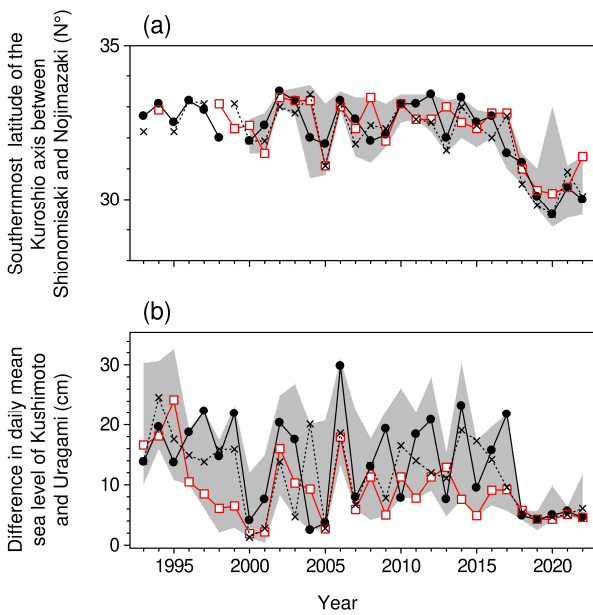 (a)
Southernmost latitude of the
Kuroshio axis between
Shionomisaki and Nojimazaki (N°)
35
30
(b)
Difference in daily mean
sea level of Kushimoto
and Uragami (cm)
30
20
10
0
1995 2000 2005 2010 2015 2020
Year